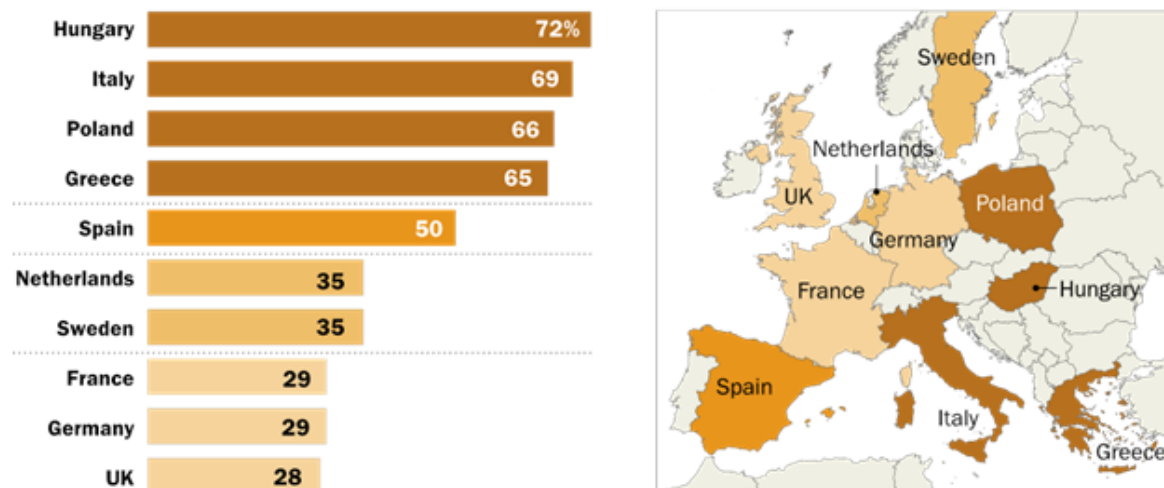 Hungary 72%
Italy 69
Poland 66
Greece 65
Spain 50
Netherlands 35
Sweden 35
France 29
Germany 29
UK 28
Sweden
Netherlands
UK
Poland
Germany
France
Hungary
Spain
Italy
Greece